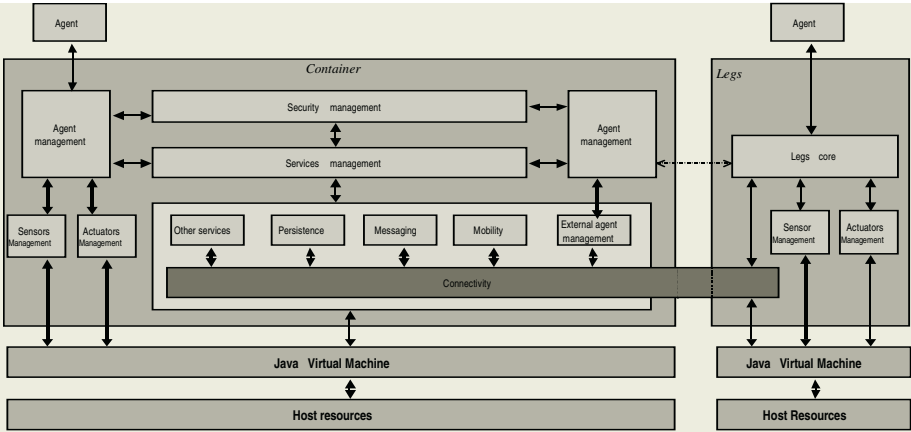 Agent
Agent
Container
Legs
Security management
Agent
management
Agent
management
Services management
Legs core
Other services
Persistence
Messaging
Mobility
External agent
management
Sensors
Management
Actuators
Management
Sensor
Management
Actuators
Management
Connectivity
Java Virtual Machine
Java Virtual Machine
Host resources
Host Resources